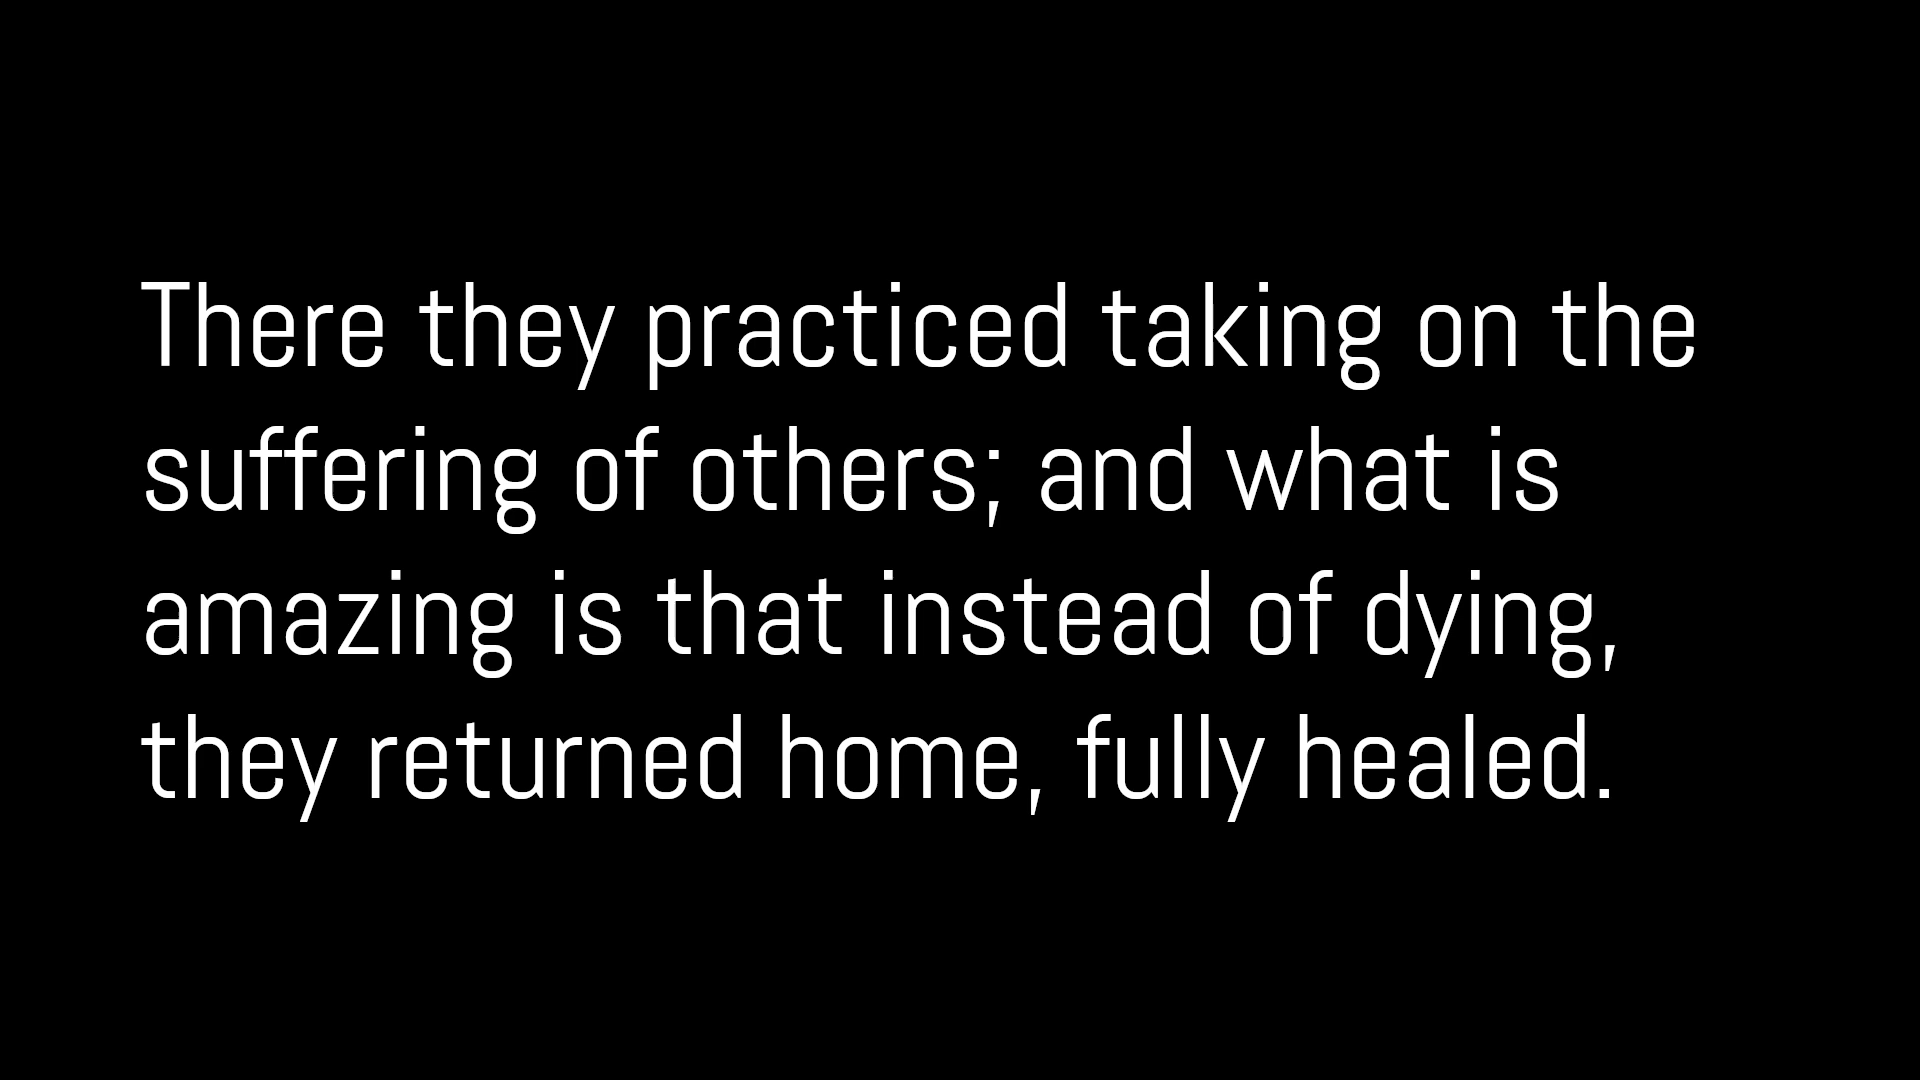 There they practiced taking on the
suffering of others; and what is
amazing is that instead of dying,
they returned home, fully healed.